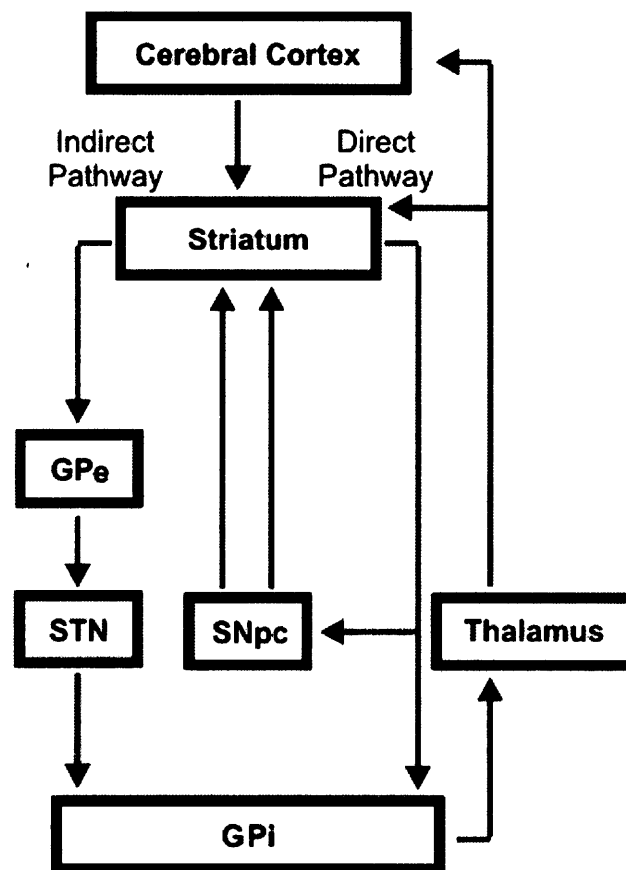 Cerebral Cortex
Indirect
Pathway
Direct
Pathway
Striatum
GPe
STN
SNpc
Thalamus
GPi